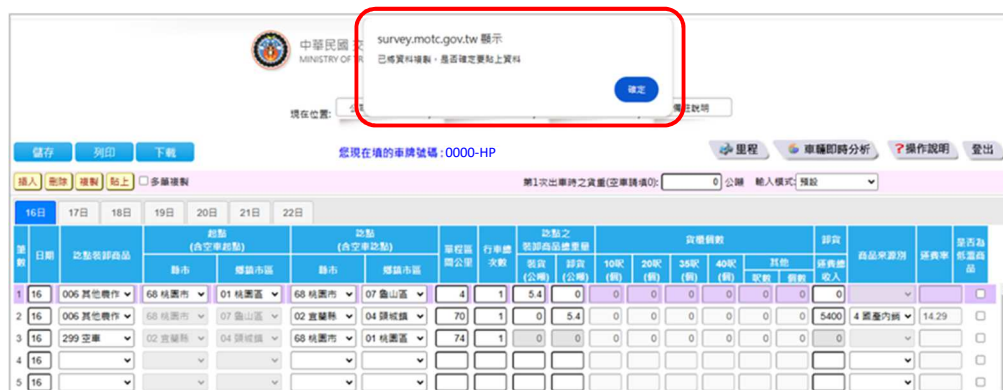 survey.motc.gov.tw 顯示
中華民國 交
MINISTRY OF TR
已將資料複製，是否確定要貼上資料
確定
現在位置:
備註說明
儲存 列印 下載 您現在填的車牌號碼:0000-HP 里程 車輛即時分析 ?操作說明 登出
插入 刪除 複製 貼上 多筆複製 第1次出車時之貨重(空車請填0): 0 公噸 輸入模式: 預設
16日 17日 18日 19日 20日 21日 22日
筆數 日期 訖點裝卸商品 起點(含空車起點) 訖點(含空車訖點) 單程區間公里 行車總次數 訖點之裝卸商品總重量 貨櫃個數 卸貨 商品來源別 運費率 是否為低溫商品
縣市 鄉鎮市區 縣市 鄉鎮市區 裝貨(公噸) 卸貨(公噸) 10呎(個) 20呎(個) 35呎(個) 40呎(個) 其他 運費總收入
呎數 個數
1 16 006 其他農作 68 桃園市 01 桃園區 68 桃園市 07 龜山區 4 1 5.4 0 0 0 0 0 0 0 0
2 16 006 其他農作 68 桃園市 07 龜山區 02 宜蘭縣 04 頭城鎮 70 1 0 5.4 0 0 0 0 0 0 5400 4 國產內銷 14.29
3 16 299 空車 02 宜蘭縣 04 頭城鎮 68 桃園市 01 桃園區 74 1 0 0 0 0 0 0 0 0
4 16
5 16